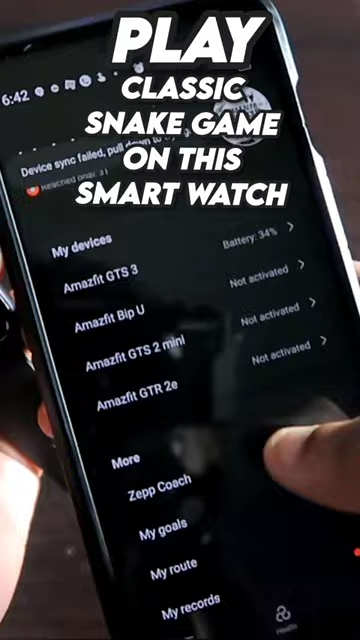 PLAY
CLASSIC
SNAKE GAME
ON THIS
SMART WATCH
6:42
Device sync failed, pull down to
My devices
Amazfit GTS 3
Battery: 34%
Amazfit Bip U
Not activated
Amazfit GTS 2 mini
Not activated
Amazfit GTR 2e
Not activated
More
Zepp Coach
My goals
My route
My records
Health